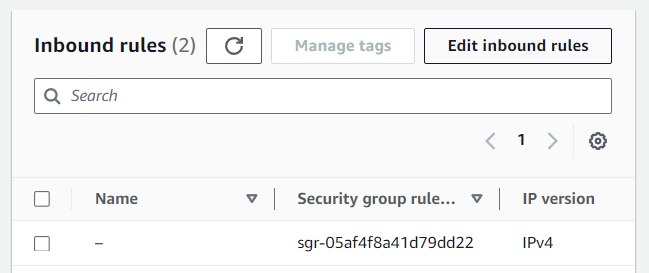 Inbound rules (2) Manage tags Edit inbound rules
Search
1
Name Security group rule... IP version
– sgr-05af4f8a41d79dd22 IPv4